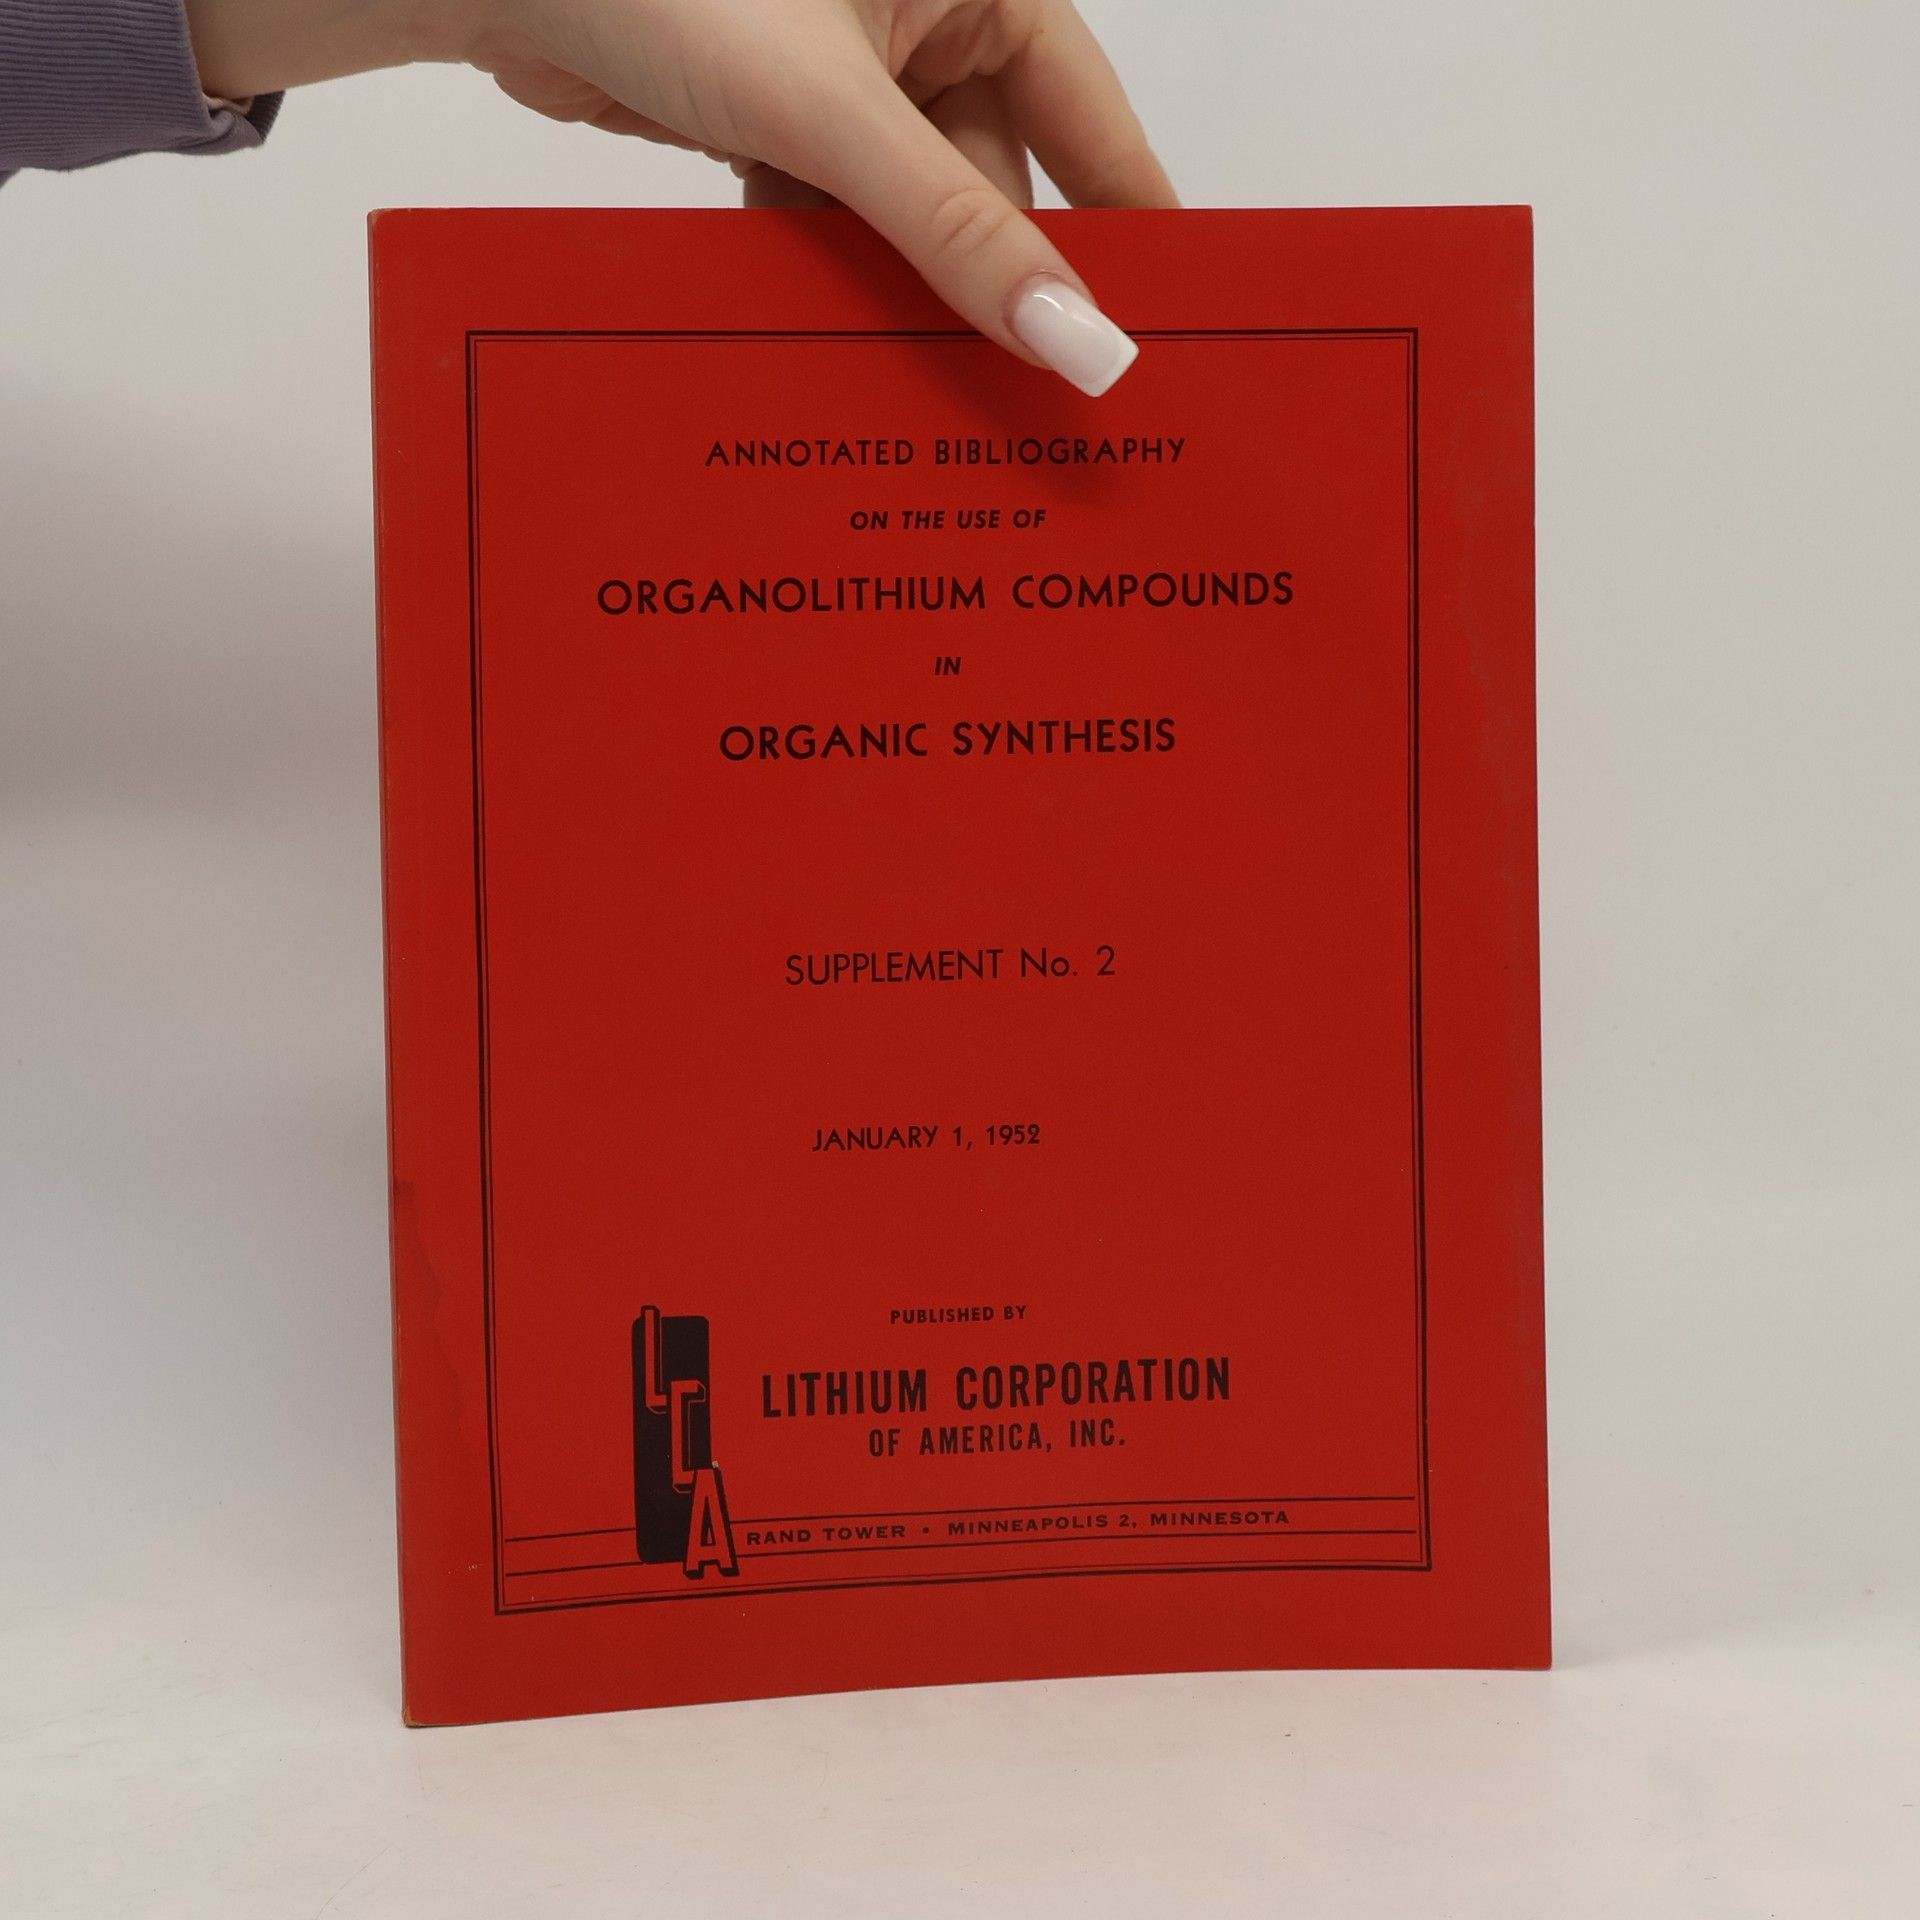 ANNOTATED BIBLIOGRAPHY
ON THE USE OF
ORGANOLITHIUM COMPOUNDS
IN
ORGANIC SYNTHESIS
SUPPLEMENT No. 2
JANUARY 1, 1952
PUBLISHED BY
LCA
LITHIUM CORPORATION
OF AMERICA, INC.
RAND TOWER • MINNEAPOLIS 2, MINNESOTA